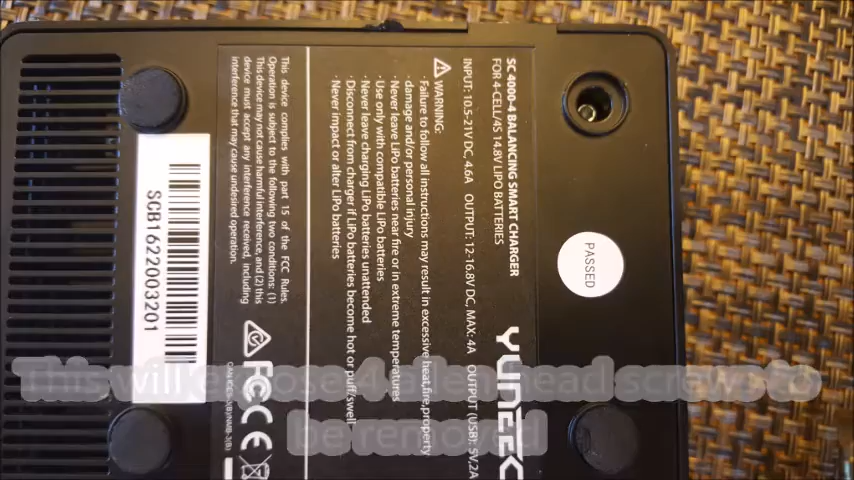 SC 4000-4 BALANCING SMART CHARGER
FOR 4-CELL/4S 14.8V LIPO BATTERIES
INPUT: 10.5-21V DC, 4.6A OUTPUT: 12-16.8V DC, MAX: 4A OUTPUT (USB): 5V,2A
WARNING:
· Failure to follow all instructions may result in excessive heat,fire,property
damage and/or personal injury
· Never leave LiPo batteries near fire or in extreme temperatures
· Use only with compatible LiPo batteries
· Never leave charging LiPo batteries unattended
· Disconnect from charger if LiPo batteries become hot or puff/swell
· Never impact or alter LiPo batteries
This device complies with part 15 of the FCC Rules.
Operation is subject to the following two conditions: (1)
This device may not cause harmful interference, and (2) this
device must accept any interference received, including
interference that may cause undesired operation.
YUNEEC
FC CE
SCB1622003201
PASSED
This will expose 4 allen head screws to
be removed